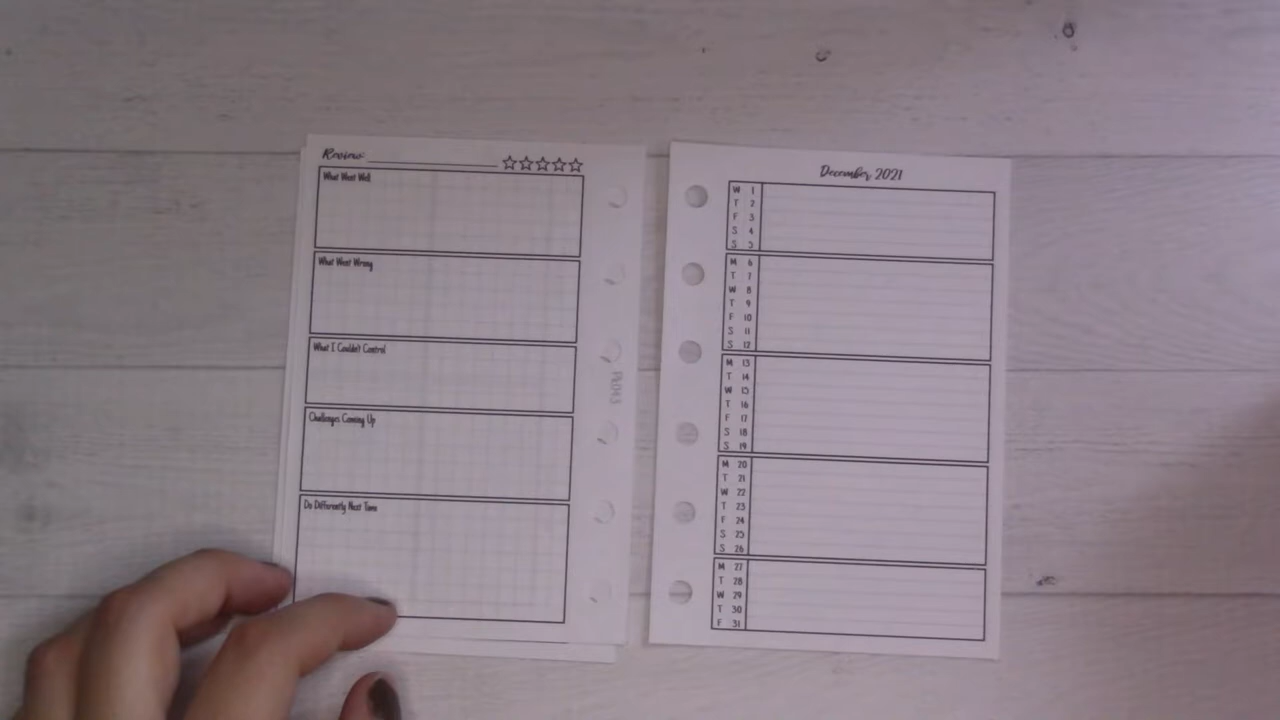 Review
What Went Well
What Went Wrong
What I Couldn't Control
Challenges Coming Up
Do Differently Next Time
December 2021
W 1
T 2
F 3
S 4
S 5
M 6
T 7
W 8
T 9
F 10
S 11
S 12
M 13
T 14
W 15
T 16
F 17
S 18
S 19
M 20
T 21
W 22
T 23
F 24
S 25
S 26
M 27
T 28
W 29
T 30
F 31